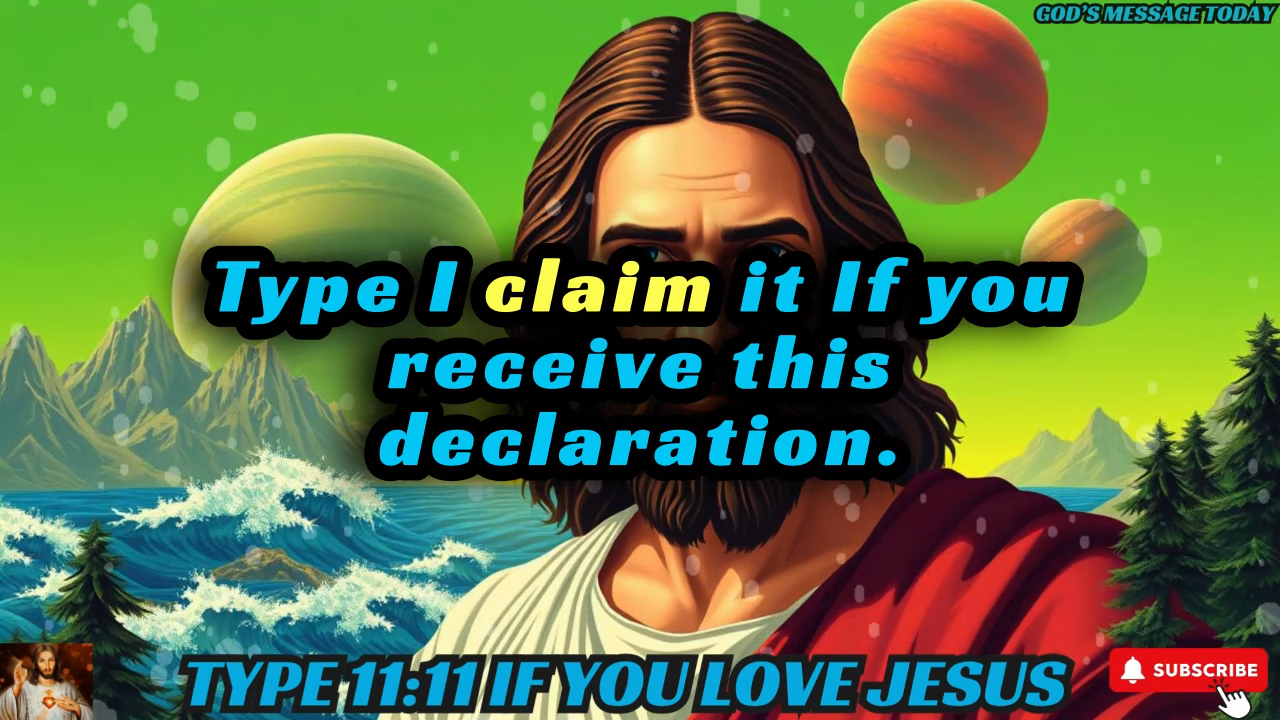 GOD'S MESSAGE TODAY
Type I claim it If you
receive this
declaration.
SUBSCRIBE
TYPE 11:11 IF YOU LOVE JESUS